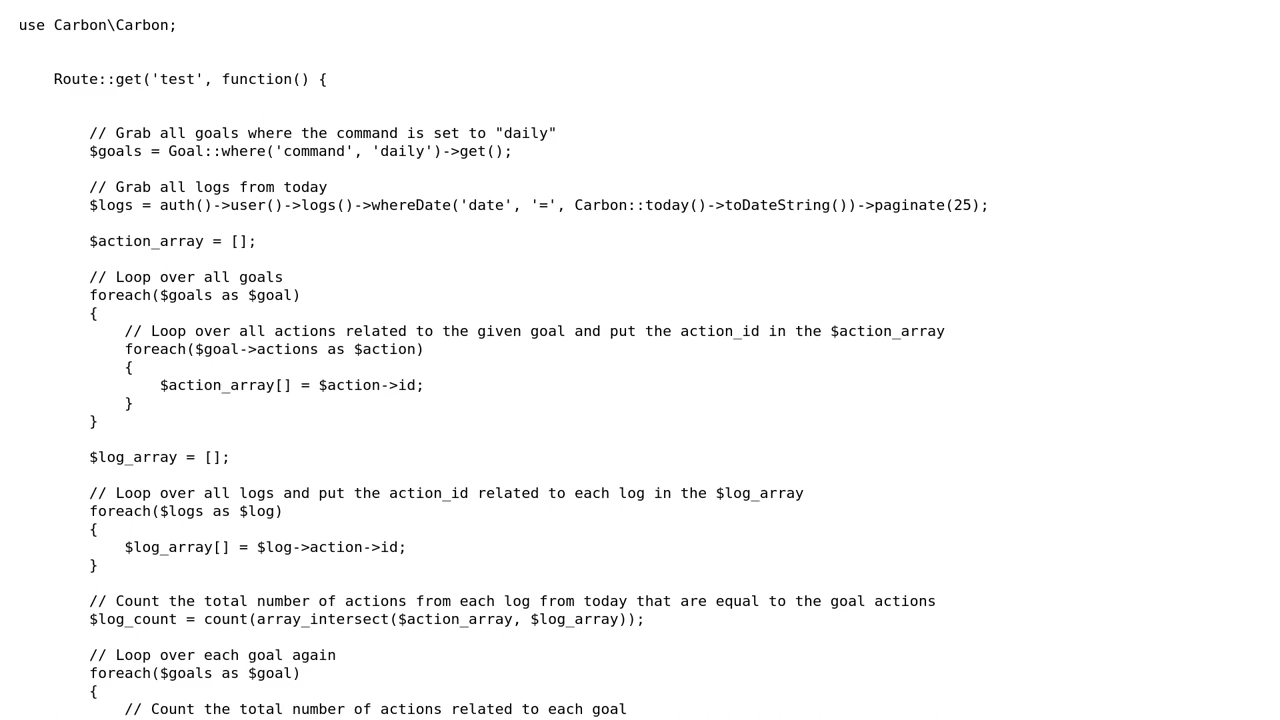 use Carbon\Carbon;
Route::get('test', function() {
// Grab all goals where the command is set to "daily"
$goals = Goal::where('command', 'daily')->get();
// Grab all logs from today
$logs = auth()->user()->logs()->whereDate('date', '=', Carbon::today()->toDateString())->paginate(25);
$action_array = [];
// Loop over all goals
foreach($goals as $goal)
{
// Loop over all actions related to the given goal and put the action_id in the $action_array
foreach($goal->actions as $action)
{
$action_array[] = $action->id;
}
}
$log_array = [];
// Loop over all logs and put the action_id related to each log in the $log_array
foreach($logs as $log)
{
$log_array[] = $log->action->id;
}
// Count the total number of actions from each log from today that are equal to the goal actions
$log_count = count(array_intersect($action_array, $log_array));
// Loop over each goal again
foreach($goals as $goal)
{
// Count the total number of actions related to each goal